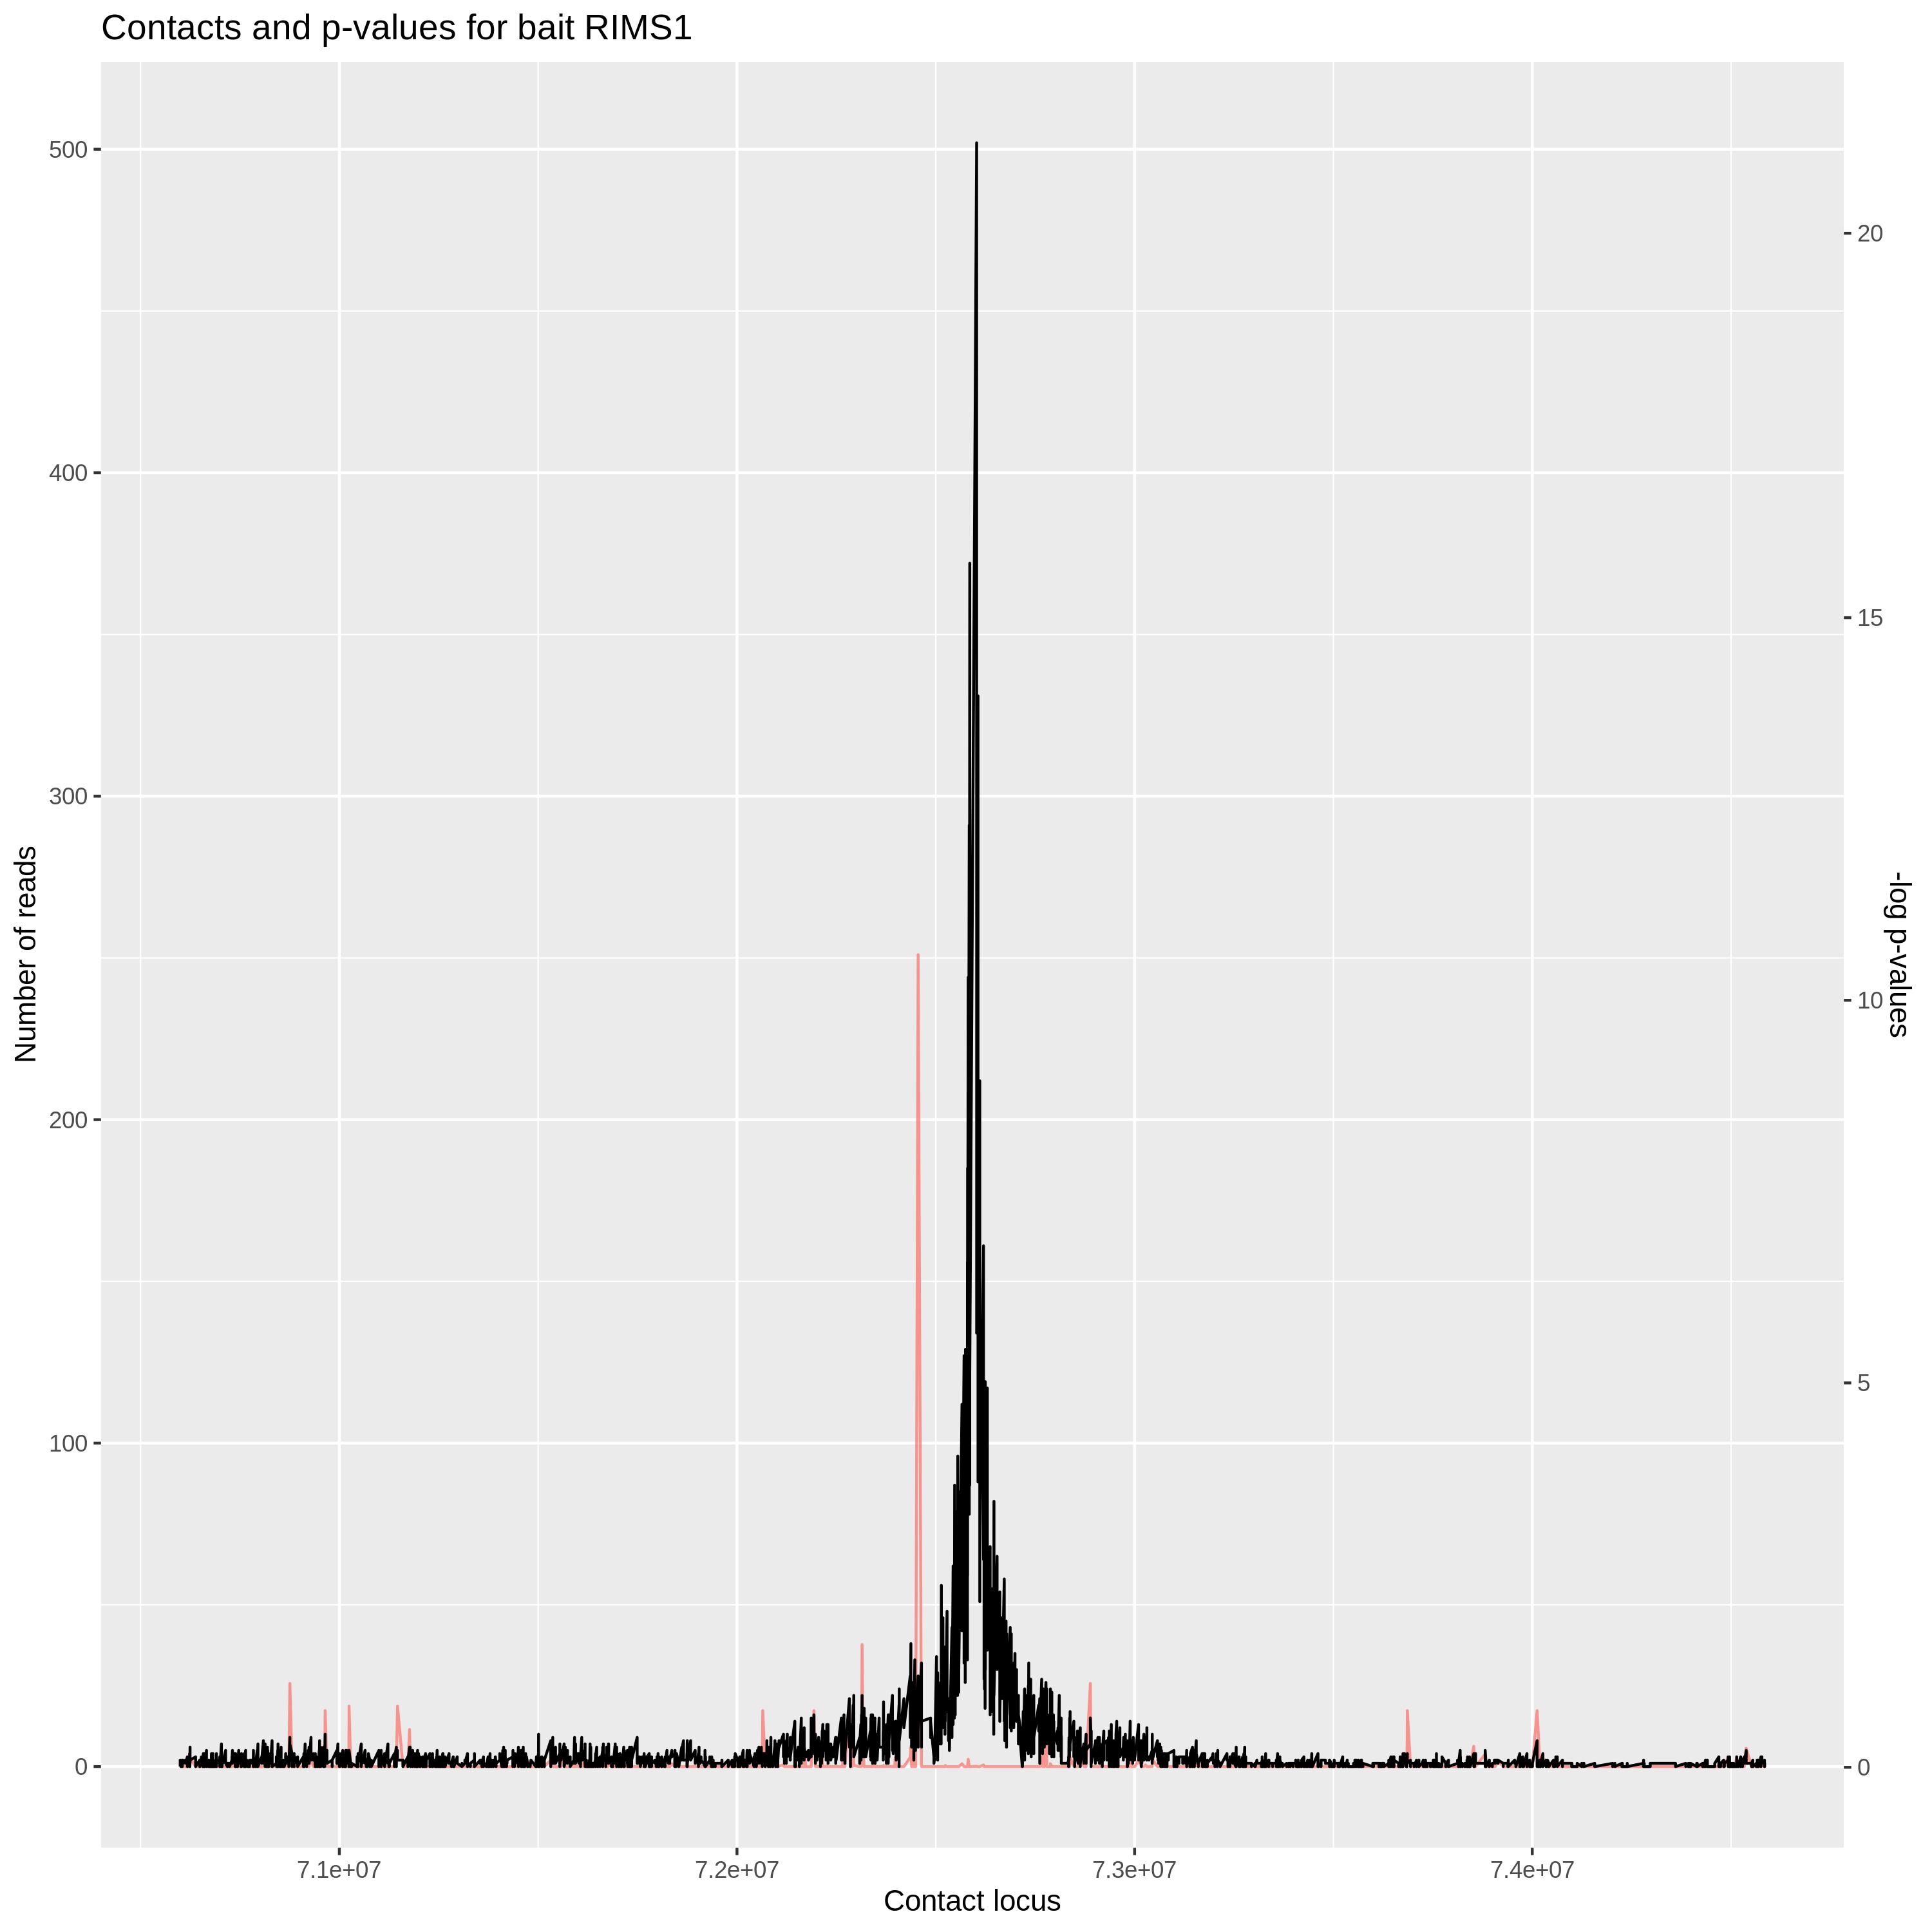 Contacts and p-values for bait RIMS1
500
400
300
200
100
0
Number of reads
20
15
10
5
0
-log p-values
7.1e+07 7.2e+07 7.3e+07 7.4e+07
Contact locus